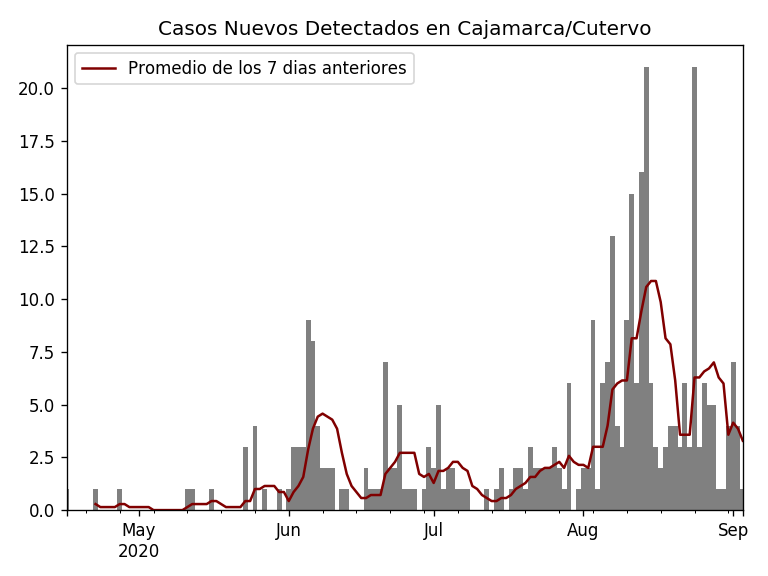 Casos Nuevos Detectados en Cajamarca/Cutervo
Promedio de los 7 dias anteriores
20.0
17.5
15.0
12.5
10.0
7.5
5.0
2.5
0.0
May
2020
Jun
Jul
Aug
Sep